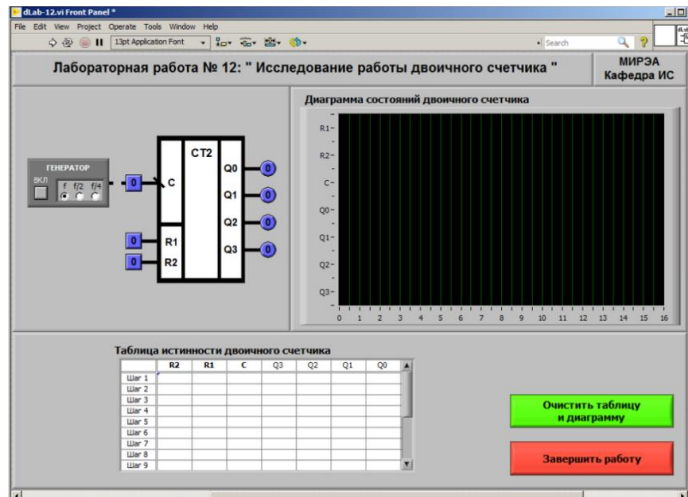 dLab-12.vi Front Panel *
File Edit View Project Operate Tools Window Help
13pt Application Font
Search
Лабораторная работа № 12: " Исследование работы двоичного счетчика "
МИРЭА
Кафедра ИС
ГЕНЕРАТОР
ВКЛ
f f/2 f/4
0
C
R1
R2
0
0
CT2
Q0 0
Q1 0
Q2 0
Q3 0
Диаграмма состояний двоичного счетчика
R1-
R2-
C-
Q0-
Q1-
Q2-
Q3-
0 1 2 3 4 5 6 7 8 9 10 11 12 13 14 15 16
Таблица истинности двоичного счетчика
R2 R1 C Q3 Q2 Q1 Q0
Шаг 1
Шаг 2
Шаг 3
Шаг 4
Шаг 5
Шаг 6
Шаг 7
Шаг 8
Шаг 9
Очистить таблицу
и диаграмму
Завершить работу